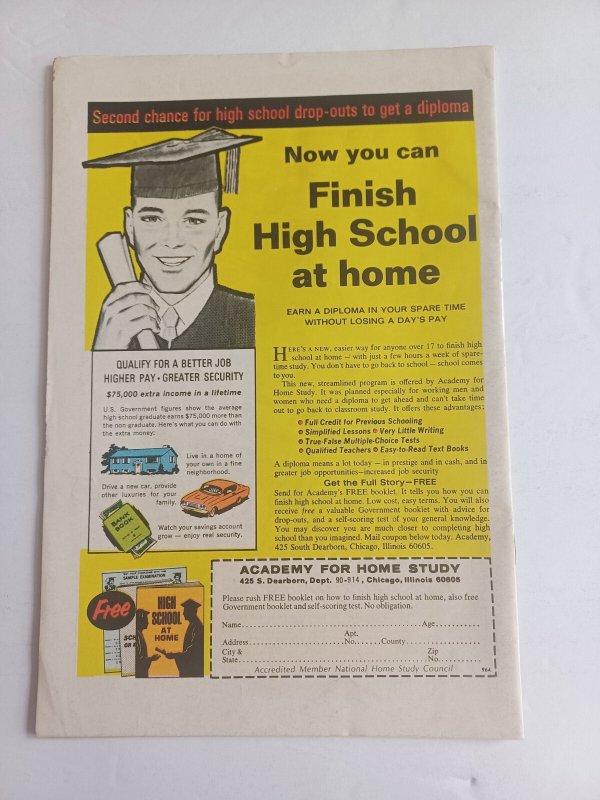 Second chance for high school drop-outs to get a diploma
Now you can
Finish
High School
at home
EARN A DIPLOMA IN YOUR SPARE TIME
WITHOUT LOSING A DAY'S PAY
HERE'S A NEW, easier way for anyone over 17 to finish high
school at home — with just a few hours a week of spare-
time study. You don't have to go back to school — school comes
to you.
This new, streamlined program is offered by Academy for
Home Study. It was planned especially for working men and
women who need a diploma to get ahead and can't take time
out to go back to classroom study. It offers these advantages:
Full Credit for Previous Schooling
Simplified Lessons Very Little Writing
True-False Multiple-Choice Tests
Qualified Teachers Easy-to-Read Text Books
A diploma means a lot today — in prestige and in cash, and in
greater job opportunities—increased job security
Get the Full Story—FREE
Send for Academy's FREE booklet. It tells you how you can
finish high school at home. Low cost, easy terms. You will also
receive free a valuable Government booklet with advice for
drop-outs, and a self-scoring test of your general knowledge.
You may discover you are much closer to completing high
school than you imagined. Mail coupon below today. Academy,
425 South Dearborn, Chicago, Illinois 60605.
QUALIFY FOR A BETTER JOB
HIGHER PAY • GREATER SECURITY
$75,000 extra income in a lifetime
U.S. Government figures show the average
high school graduate earns $75,000 more than
the non-graduate. Here's what you can do with
the extra money:
Live in a home of
your own in a fine
neighborhood.
Drive a new car, provide
other luxuries for your
family.
BANK
BOOK
Watch your savings account
grow — enjoy real security.
SAMPLE EXAMINATION
Free
HIGH
SCHOOL
AT
HOME
ACADEMY FOR HOME STUDY
425 S. Dearborn, Dept. 90-914, Chicago, Illinois 60605
Please rush FREE booklet on how to finish high school at home, also free
Government booklet and self-scoring test. No obligation.
Name Age
Apt.
Address No. County
City & Zip
State No.
Accredited Member National Home Study Council 964